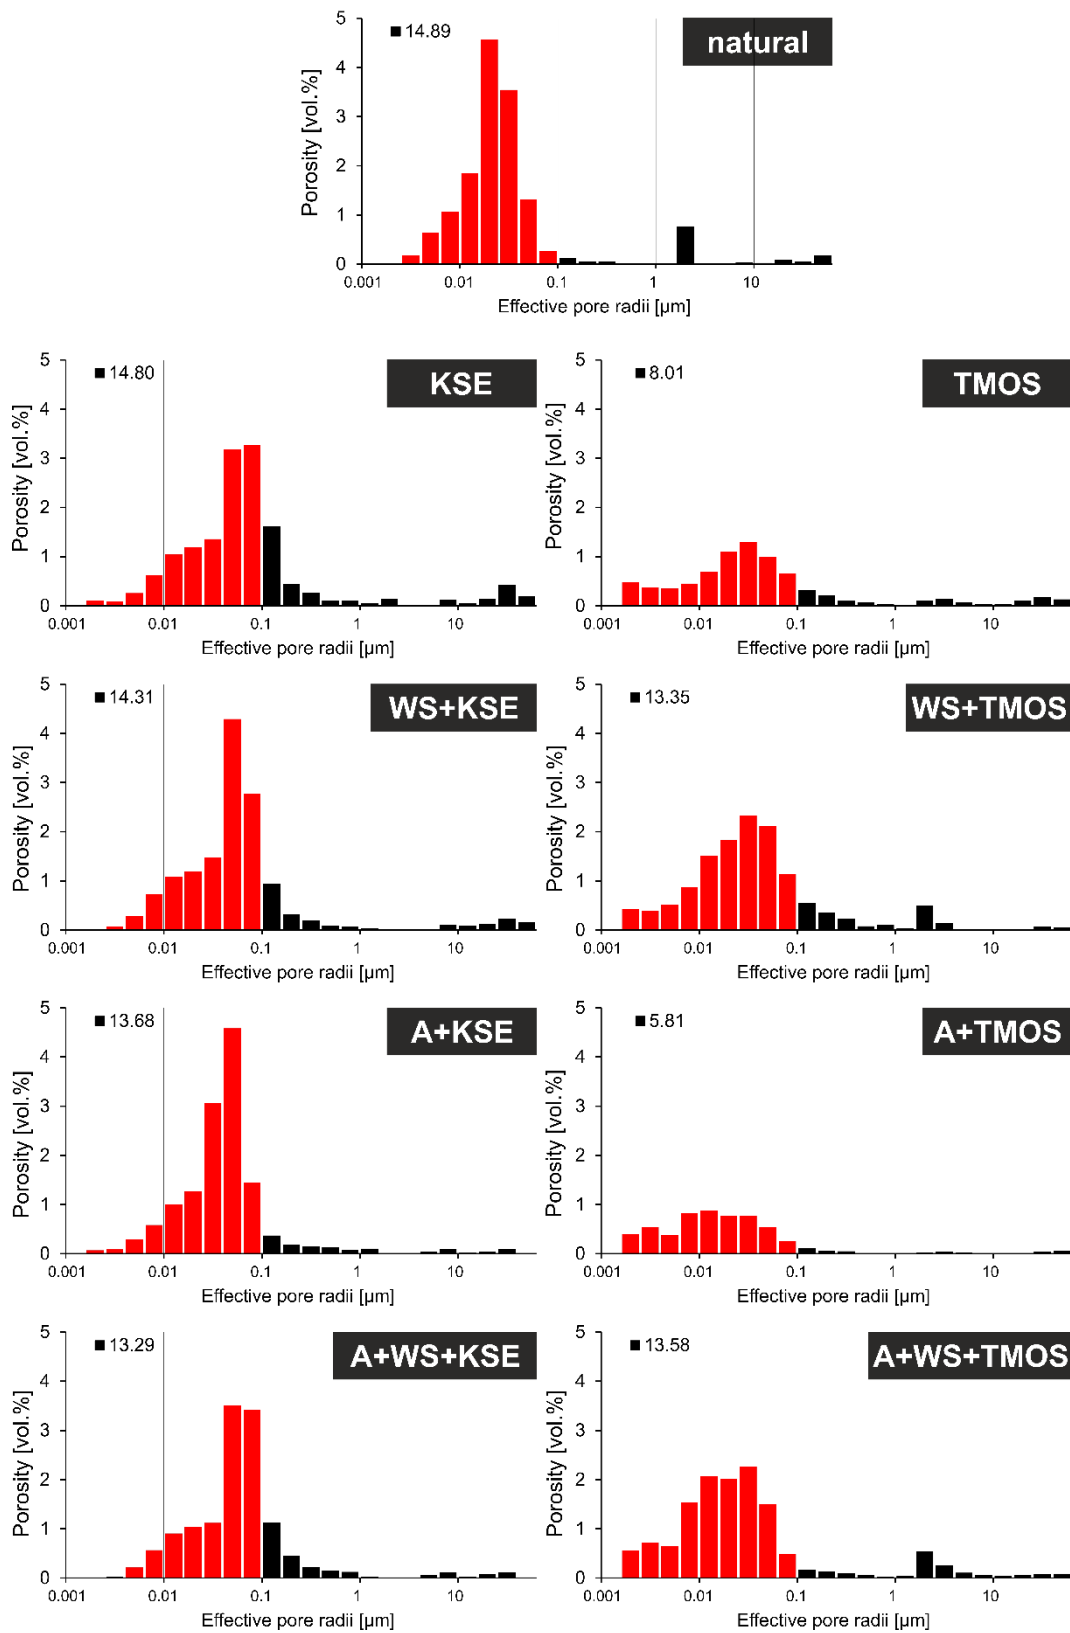 natural
14.89
Porosity [vol.%]
5
4
3
2
1
0
0.001 0.01 0.1 1 10
Effective pore radii [µm]
KSE
14.80
Porosity [vol.%]
5
4
3
2
1
0
0.001 0.01 0.1 1 10
Effective pore radii [µm]
TMOS
8.01
Porosity [vol.%]
5
4
3
2
1
0
0.001 0.01 0.1 1 10
Effective pore radii [µm]
WS+KSE
14.31
Porosity [vol.%]
5
4
3
2
1
0
0.001 0.01 0.1 1 10
Effective pore radii [µm]
WS+TMOS
13.35
Porosity [vol.%]
5
4
3
2
1
0
0.001 0.01 0.1 1 10
Effective pore radii [µm]
A+KSE
13.68
Porosity [vol.%]
5
4
3
2
1
0
0.001 0.01 0.1 1 10
Effective pore radii [µm]
A+TMOS
5.81
Porosity [vol.%]
5
4
3
2
1
0
0.001 0.01 0.1 1 10
Effective pore radii [µm]
A+WS+KSE
13.29
Porosity [vol.%]
5
4
3
2
1
0
0.001 0.01 0.1 1 10
Effective pore radii [µm]
A+WS+TMOS
13.58
Porosity [vol.%]
5
4
3
2
1
0
0.001 0.01 0.1 1 10
Effective pore radii [µm]